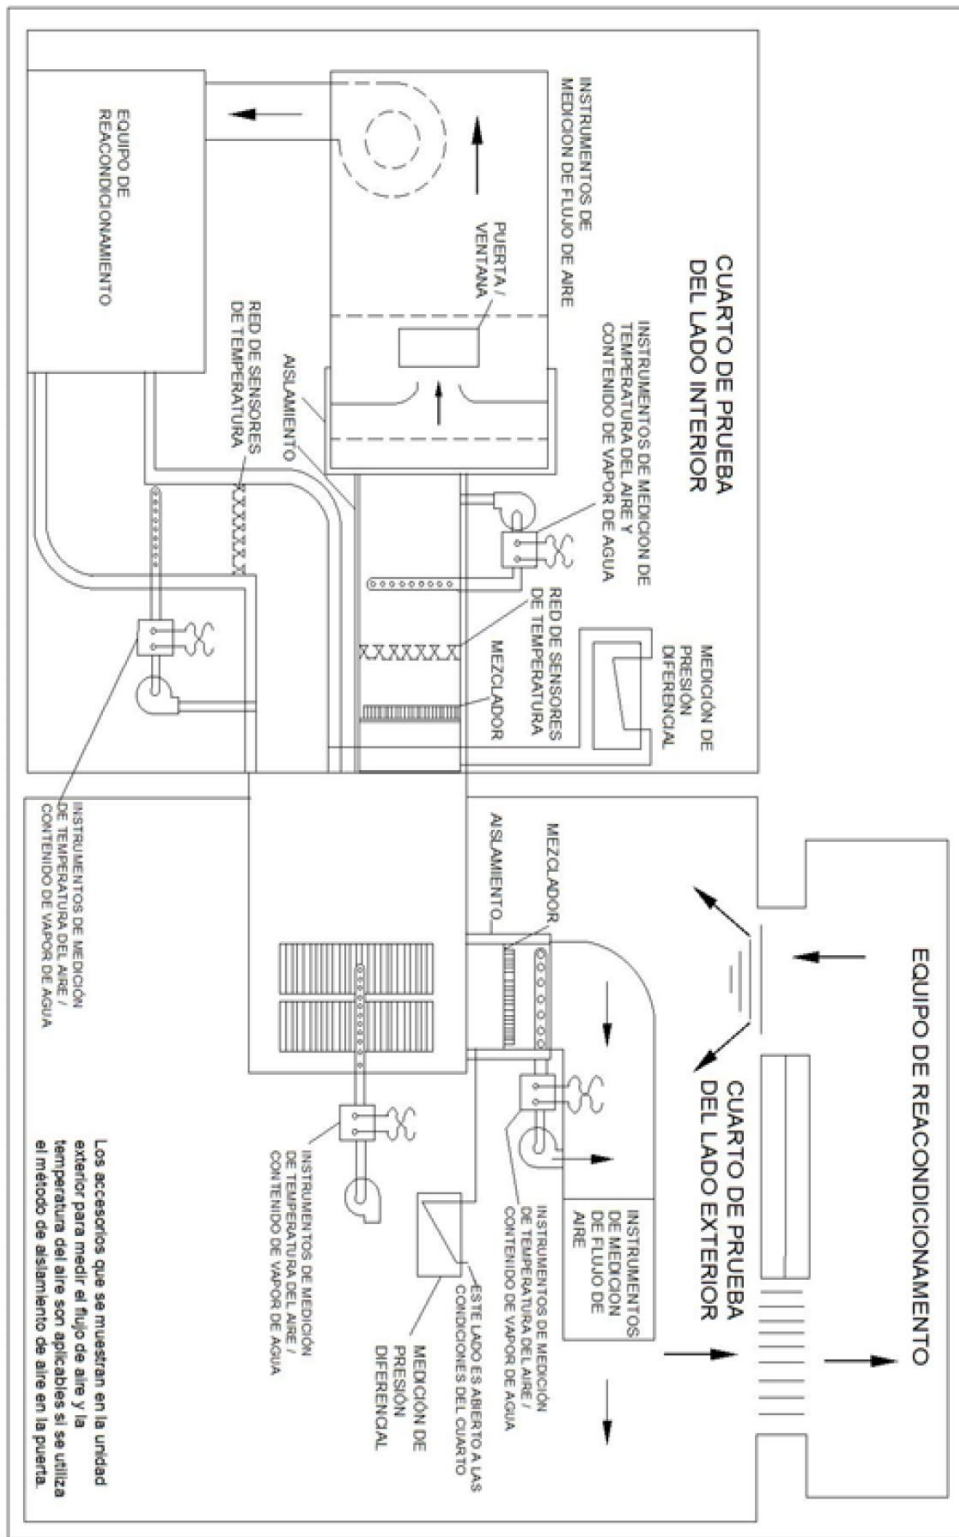 EQUIPO DE REACONDICIONAMENTO
CUARTO DE PRUEBA
DEL LADO INTERIOR
CUARTO DE PRUEBA
DEL LADO EXTERIOR
MEDICIÓN DE
PRESIÓN
DIFERENCIAL
INSTRUMENTOS DE MEDICION DE
TEMPERATURA DEL AIRE Y
CONTENIDO DE VAPOR DE AGUA
INSTRUMENTOS DE
MEDICION DE FLUJO DE AIRE
INSTRUMENTOS
DE MEDICION
DE FLUJO DE
AIRE
RED DE SENSORES
DE TEMPERATURA
MEZCLADOR
MEZCLADOR
AISLAMIENTO
PUERTA /
VENTANA
INSTRUMENTOS DE MEDICIÓN
DE TEMPERATURA DEL AIRE /
CONTENIDO DE VAPOR DE AGUA
ESTE LADO ES ABIERTO A LAS
CONDICIONES DEL CUARTO
MEDICIÓN DE
PRESIÓN
DIFERENCIAL
AISLAMIENTO
RED DE SENSORES
DE TEMPERATURA
INSTRUMENTOS DE MEDICIÓN
DE TEMPERATURA DEL AIRE /
CONTENIDO DE VAPOR DE AGUA
EQUIPO DE
REACONDICIONAMIENTO
INSTRUMENTOS DE MEDICIÓN
DE TEMPERATURA DEL AIRE /
CONTENIDO DE VAPOR DE AGUA
Los accesorios que se muestran en la unidad
exterior para medir el flujo de aire y la
temperatura del aire son aplicables si se utiliza
el método de aislamiento de aire en la puerta.